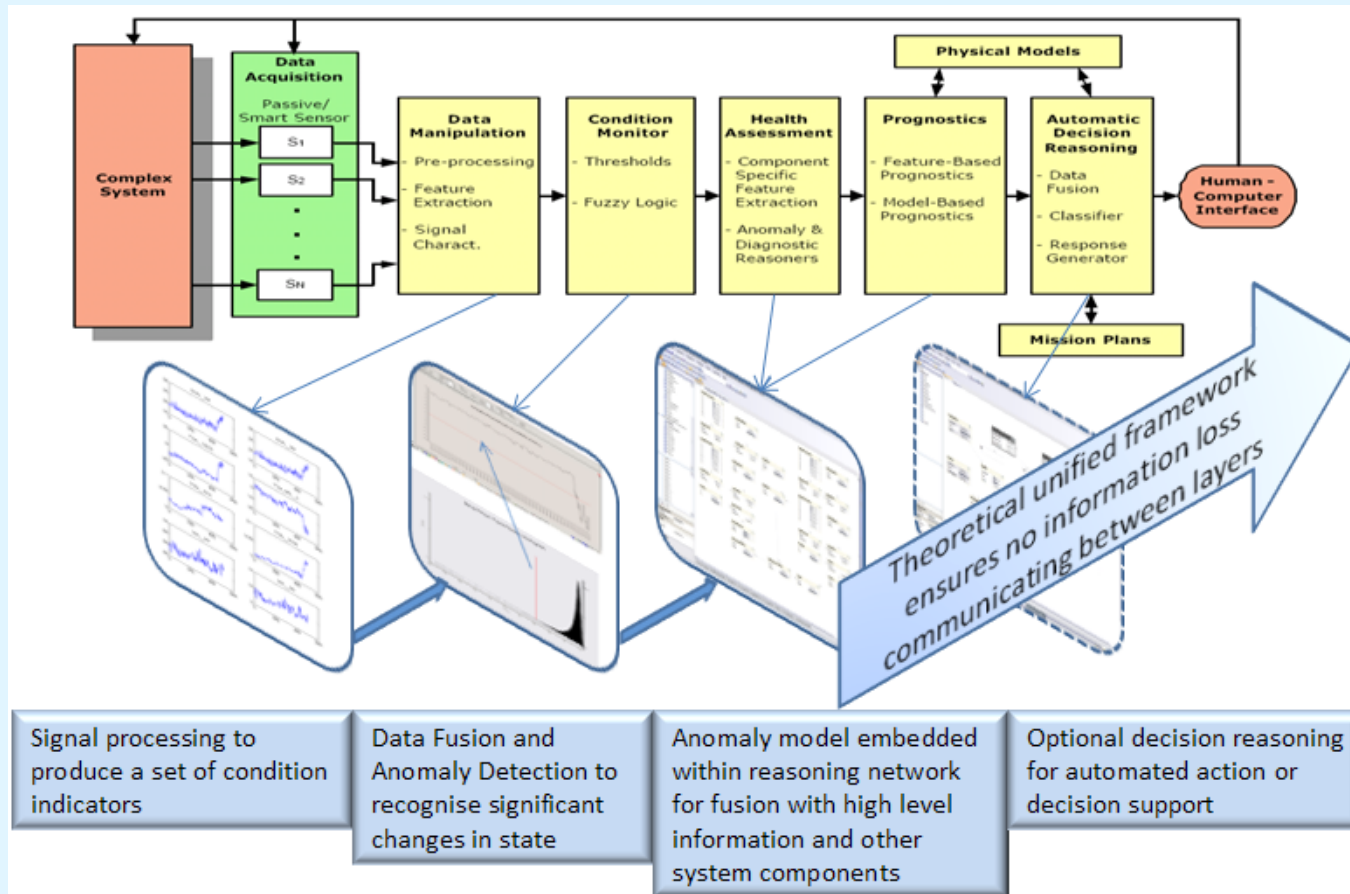 Complex
System
Data
Acquisition
Passive/
Smart Sensor
S1
S2
SN
Data
Manipulation
- Pre-processing
- Feature
Extraction
- Signal
Charact.
Condition
Monitor
- Thresholds
- Fuzzy Logic
Health
Assessment
- Component
Specific
Feature
Extraction
- Anomaly &
Diagnostic
Reasoners
Physical Models
Prognostics
- Feature-Based
Prognostics
- Model-Based
Prognostics
Automatic
Decision
Reasoning
- Data
Fusion
- Classifier
- Response
Generator
Human -
Computer
Interface
Mission Plans
Theoretical unified framework
ensures no information loss
communicating between layers
Signal processing to
produce a set of condition
indicators
Data Fusion and
Anomaly Detection to
recognise significant
changes in state
Anomaly model embedded
within reasoning network
for fusion with high level
information and other
system components
Optional decision reasoning
for automated action or
decision support